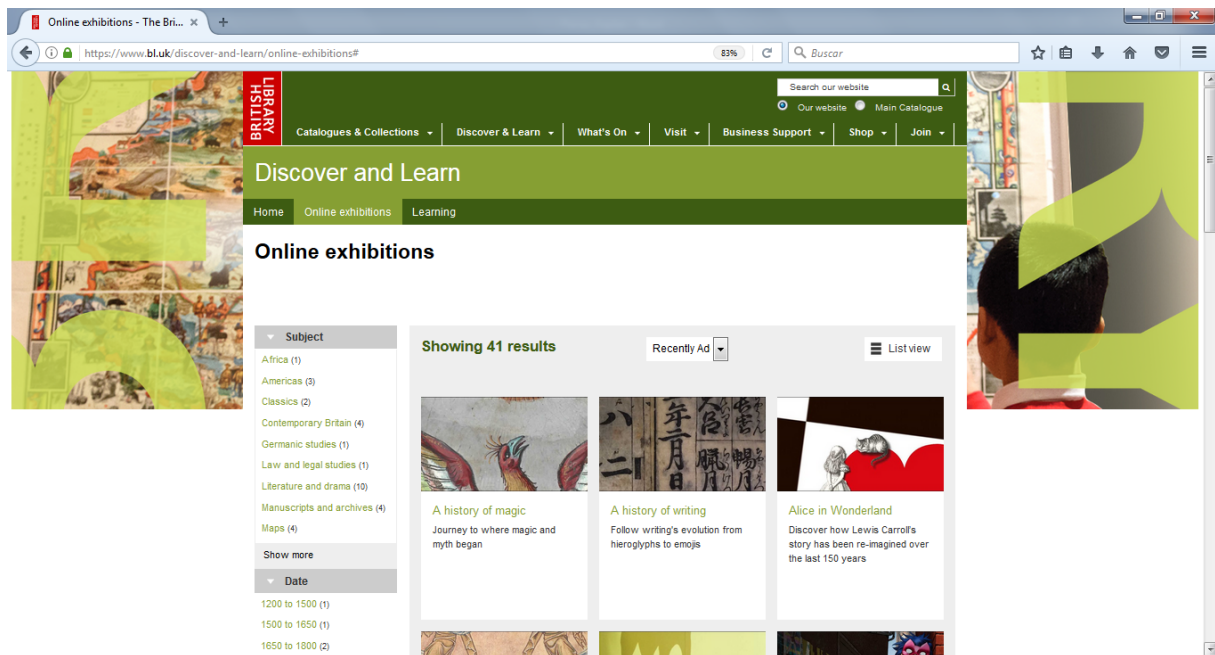 Online exhibitions - The Bri...
https://www.bl.uk/discover-and-learn/online-exhibitions#
83%
Buscar
BRITISH
LIBRARY
Search our website
Our website Main Catalogue
Catalogues & Collections Discover & Learn What's On Visit Business Support Shop Join
Discover and Learn
Home Online exhibitions Learning
Online exhibitions
Subject
Africa (1)
Americas (3)
Classics (2)
Contemporary Britain (4)
Germanic studies (1)
Law and legal studies (1)
Literature and drama (10)
Manuscripts and archives (4)
Maps (4)
Show more
Date
1200 to 1500 (1)
1500 to 1650 (1)
1650 to 1800 (2)
Showing 41 results
Recently Ad
List view
A history of magic
Journey to where magic and
myth began
A history of writing
Follow writing's evolution from
hieroglyphs to emojis
Alice in Wonderland
Discover how Lewis Carroll's
story has been re-imagined over
the last 150 years